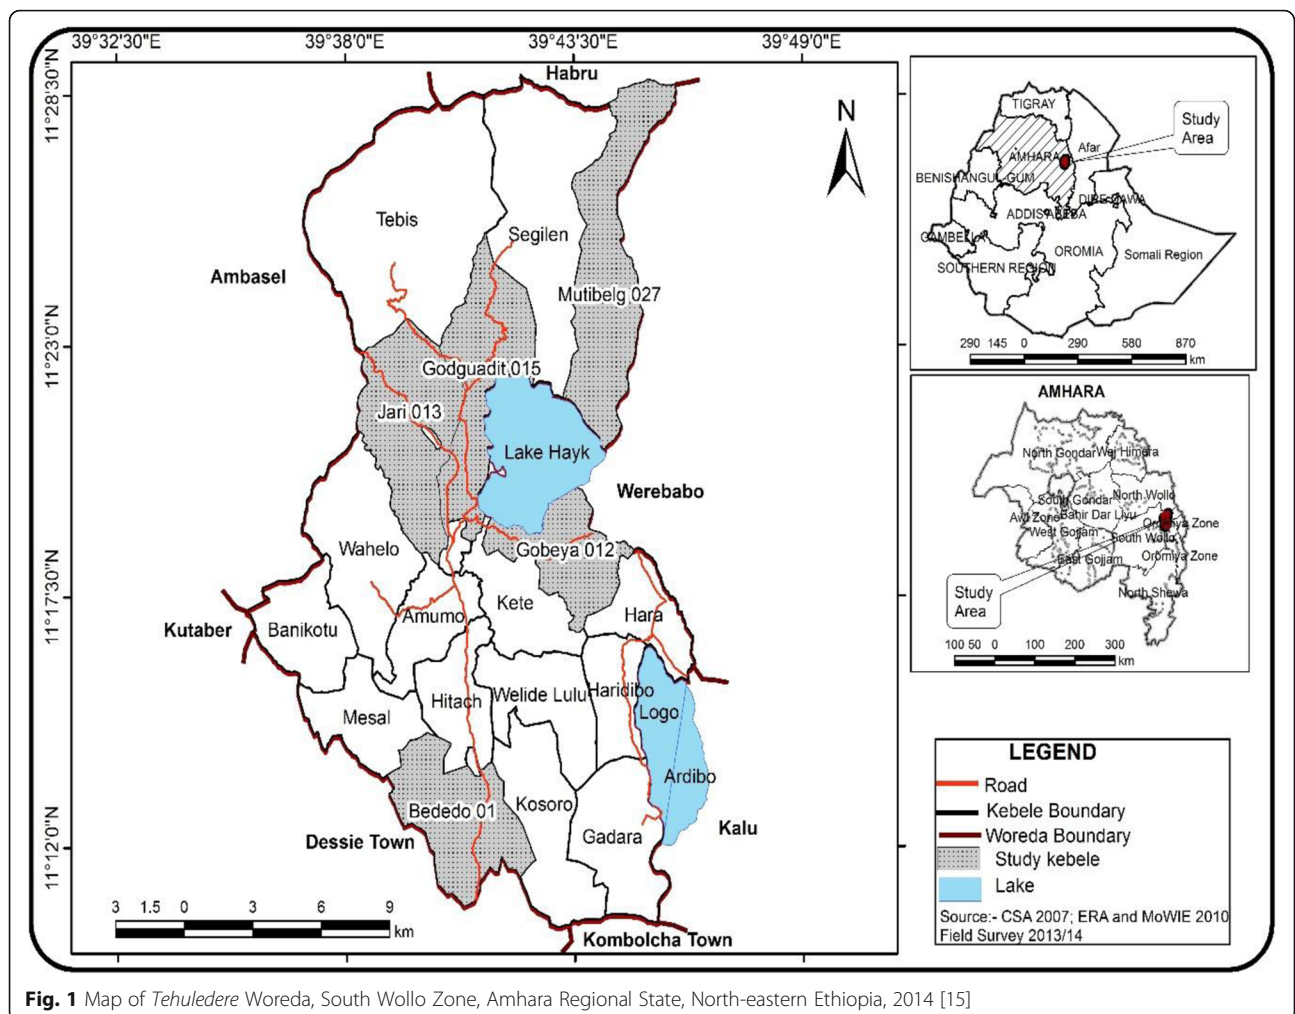 39°32'30"E 39°38'0"E 39°43'30"E 39°49'0"E
11°28'30"N
11°23'0"N
11°17'30"N
11°12'0"N
Habru
N
Tebis
Segilen
Ambasel
Mutibelg 027
Godguadit 015
Jari 013
Lake Hayk
Werebabo
Wahelo
Gobeya 012
Kete
Amumo
Hara
Kutaber
Banikotu
Hitach
Welide Lulu
Haridibo
Logo
Mesal
Ardibo
Bededo 01
Kosoro
Gadara
Kalu
Dessie Town
Kombolcha Town
3 1.5 0 3 6 9
km
TIGRAY
Study
Area
Afar
AMHARA
BENISHANGUL-GUM
DIRE DAWA
ADDIS ABEBA
GAMBELLA
OROMIA
Somali Region
SOUTHERN REGION
290 145 0 290 580 870
km
AMHARA
North Gondar
Waj Himera
South Gondar
North Wollo
Awi Zone
Bahir Dar Liyu
Oromiya Zone
West Gojjam
South Wollo
East Gojjam
Oromiya Zone
North Shewa
Study
Area
100 50 0 100 200 300
km
LEGEND
Road
Kebele Boundary
Woreda Boundary
Study kebele
Lake
Source:- CSA 2007; ERA and MoWIE 2010
Field Survey 2013/14
Fig. 1 Map of Tehuledere Woreda, South Wollo Zone, Amhara Regional State, North-eastern Ethiopia, 2014 [15]